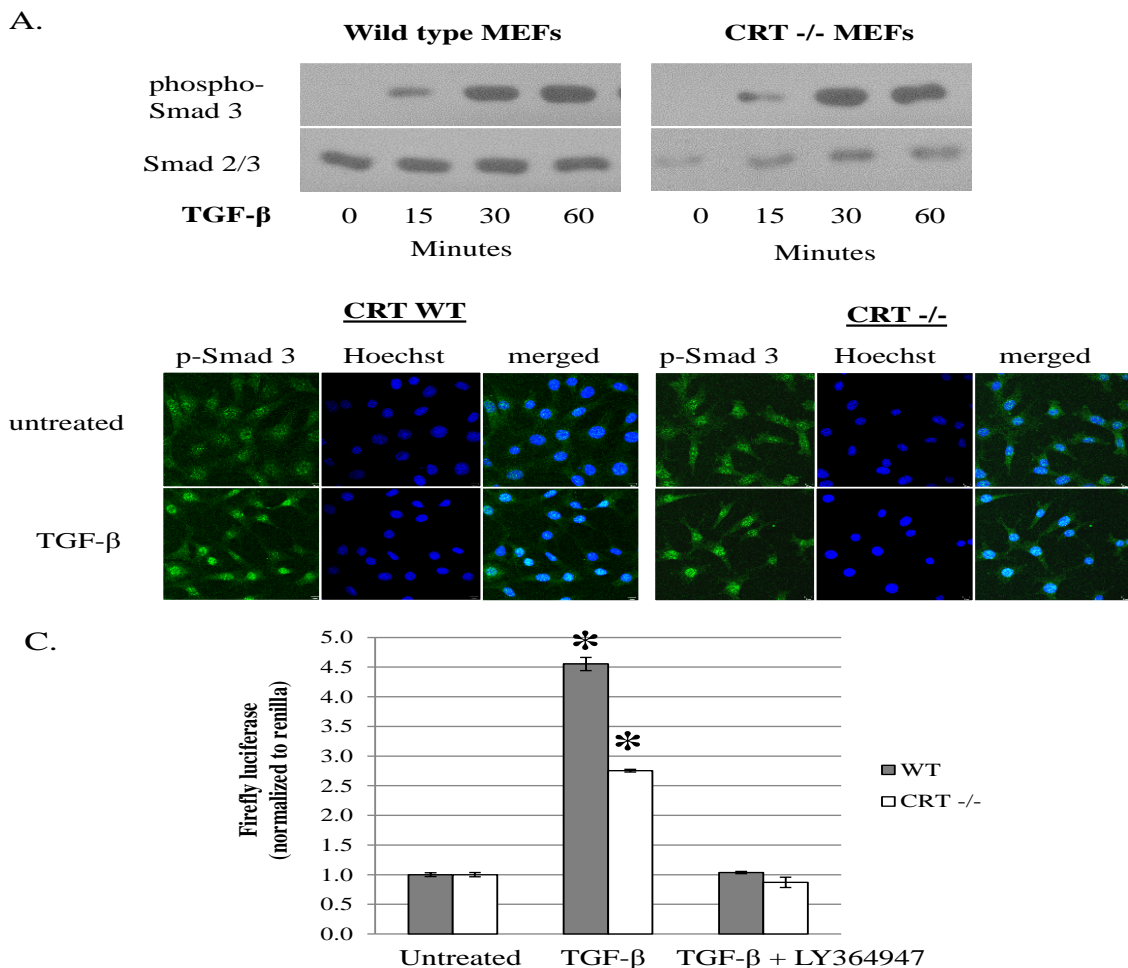 A.
Wild type MEFs
CRT -/- MEFs
phospho-
Smad 3
Smad 2/3
TGF-β 0 15 30 60 0 15 30 60
Minutes
Minutes
CRT WT
CRT -/-
p-Smad 3 Hoechst merged p-Smad 3 Hoechst merged
untreated
TGF-β
C.
Firefly luciferase
(normalized to renilla)
5.0
4.5
4.0
3.5
3.0
2.5
2.0
1.5
1.0
0.5
0.0
*
*
WT
CRT -/-
Untreated TGF-β TGF-β + LY364947